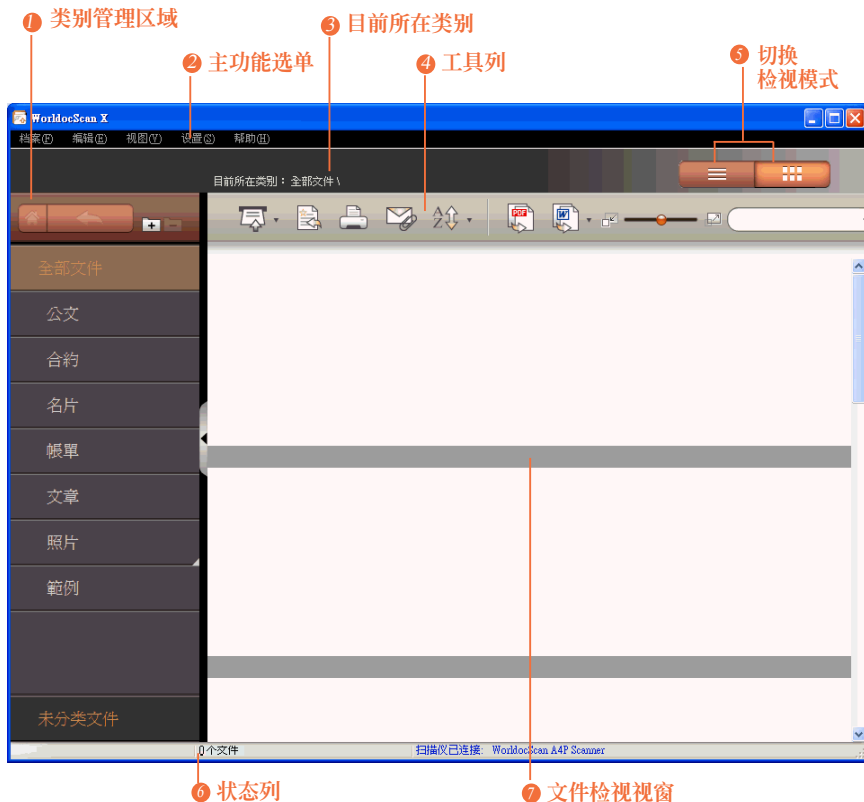 1 类别管理区域
3 目前所在类别
2 主功能选单
4 工具列
5 切换
检视模式
WorldocScan X
档案(F) 编辑(E) 视图(V) 设置(S) 帮助(H)
目前所在类别：全部文件\
A
Z
PDF
W
全部文件
公文
合約
名片
帳單
文章
照片
範例
未分类文件
0个文件
扫描仪已连接: WorldocScan A4P Scanner
6 状态列
7 文件检视视窗